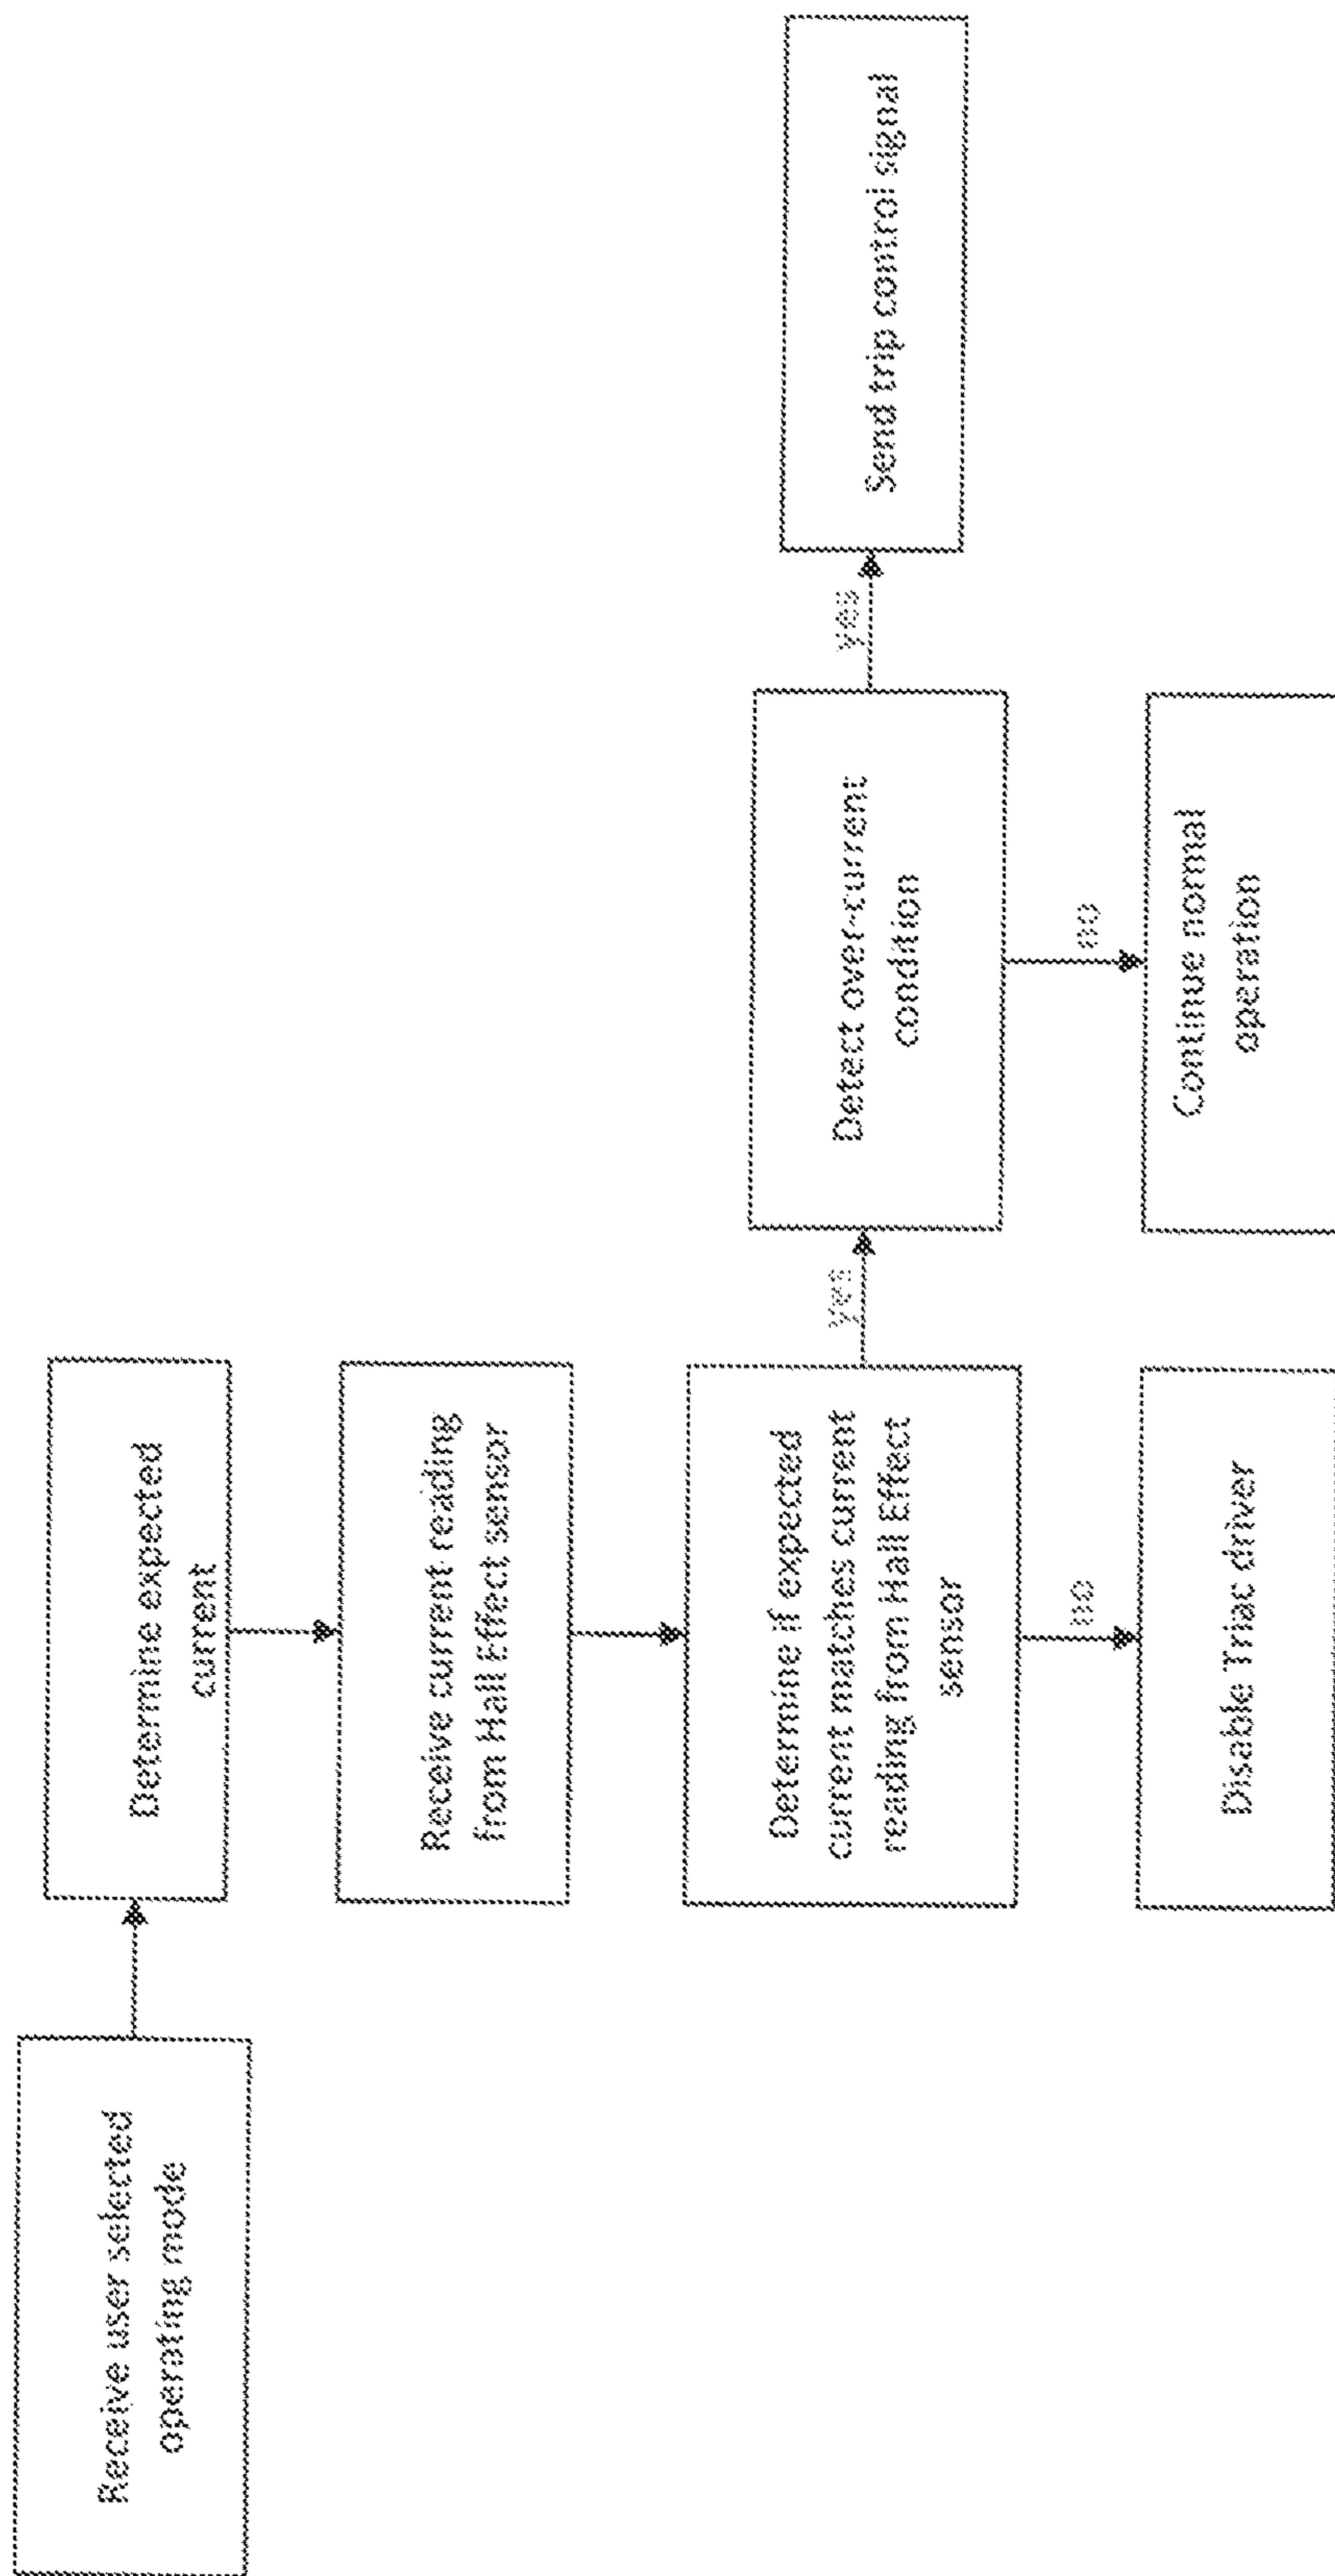 Receive user selected
operating mode
Determine expected
current
Receive current reading
from Hall Effect sensor
Determine if expected
current matches current
reading from Hall Effect
sensor
no
Disable Triac driver
yes
Detect over-current
condition
no
Continue normal
operation
yes
Send trip control signal